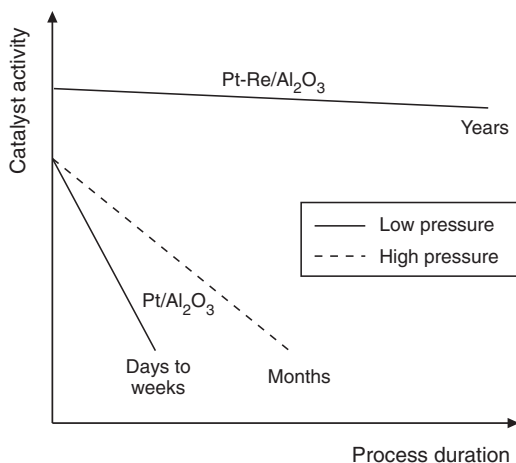 Catalyst activity
Pt-Re/Al₂O₃
Years
Low pressure
High pressure
Pt/Al₂O₃
Days to
weeks
Months
Process duration